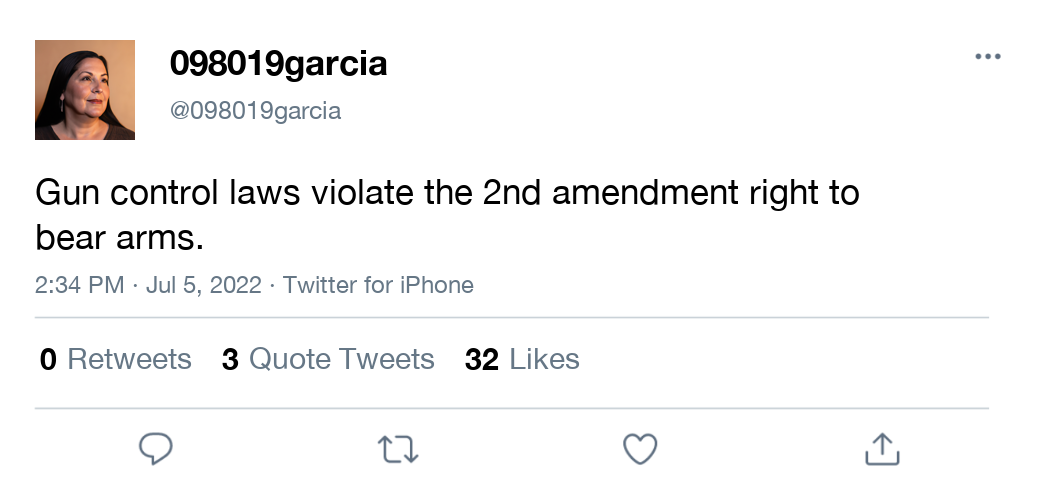 098019garcia
@098019garcia
Gun control laws violate the 2nd amendment right to
bear arms.
2:34 PM · Jul 5, 2022 · Twitter for iPhone
0 Retweets 3 Quote Tweets 32 Likes